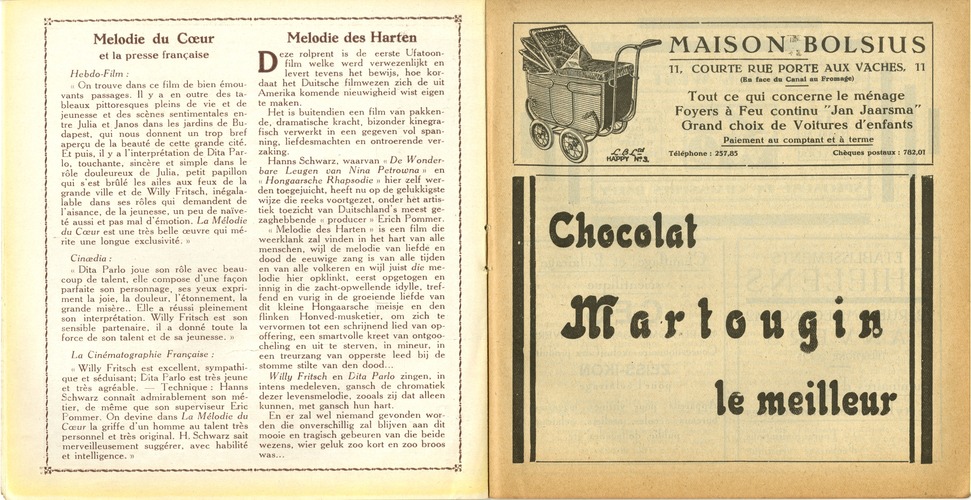 Melodie du Cœur
et la presse française
Hebdo-Film :
« On trouve dans ce film de bien émou-
vants passages. Il y a en outre des ta-
bleaux pittoresques pleins de vie et de
jeunesse et des scènes sentimentales en-
tre Julia et Janos dans les jardins de Bu-
dapest, qui nous donnent un trop bref
aperçu de la beauté de cette grande cité.
Et puis, il y a l'interprétation de Dita Par-
lo, touchante, sincère et simple dans le
rôle douloureux de Julia, petit papillon
qui s'est brûlé les ailes aux feux de la
grande ville et de Willy Fritsch, inéga-
lable dans ses rôles qui demandent de
l'aisance, de la jeunesse, un peu de naïve-
té aussi et pas mal d'émotion. La Mélodie
du Cœur est une très belle œuvre qui mé-
rite une longue exclusivité. »
Cinœdia :
« Dita Parlo joue son rôle avec beau-
coup de talent, elle compose d'une façon
parfaite son personnage, ses yeux expri-
ment la joie, la douleur, l'étonnement, la
grande misère.. Elle a réussi pleinement
son interprétation. Willy Fritsch est son
sensible partenaire, il a donné toute la
force de son talent et de sa jeunesse. »
La Cinématographie Française :
« Willy Fritsch est excellent, sympathi-
que et séduisant; Dita Parlo est très jeune
et très agréable. — Technique : Hanns
Schwarz connaît admirablement son mé-
tier, de même que son superviseur Eric
Pommer. On devine dans La Mélodie du
Cœur la griffe d'un homme au talent très
personnel et très original. H. Schwarz sait
merveilleusement suggérer, avec habilité
et intelligence. »
Melodie des Harten
Deze rolprent is de eerste Ufatoon-
film welke werd verwezenlijkt en
levert tevens het bewijs, hoe kor-
daat het Duitsche filmwezen zich de uit
Amerika komende nieuwigheid wist eigen
te maken.
Het is buitendien een film van pakken-
de, dramatische kracht, bizonder kinegra-
fisch verwerkt in een gegeven vol span-
ning, liefdesmachten en ontroerende ver-
zaking.
Hanns Schwarz, waarvan « De Wonder-
bare Leugen van Nina Petrowna » en
« Hongaarsche Rhapsodie » hier zelf wer-
den toegejuicht, heeft nu op de gelukkigste
wijze die reeks voortgezet, onder het artis-
tiek toezicht van Duitschland's meest ge-
zaghebbende « producer » Erich Pommer.
« Melodie des Harten » is een film die
weerklank zal vinden in het hart van alle
menschen, wijl de melodie van liefde en
dood de eeuwige zang is van alle tijden
en van alle volkeren en wijl juist die me-
lodie hier opklinkt, eerst opgetogen en
innig in de zacht-opwellende idylle, tref-
fend en vurig in de groeiende liefde van
dit kleine Hongaarsche meisje en den
flinken Honved-musketier, om zich te
vervormen tot een schrijnend lied van op-
offering, een smartvolle kreet van ontgoo-
cheling en uit te sterven, in mineur, in
een treurzang van opperste leed bij de
stomme stilte van den dood...
Willy Fritsch en Dita Parlo zingen, in
intens medeleven, gansch de chromatiek
dezer levensmelodie, zooals zij dat alleen
kunnen, met gansch hun hart.
En er zal wel niemand gevonden wor-
den die onverschillig zal blijven aan dit
mooie en tragisch gebeuren van die beide
wezens, wier geluk zoo kort en zoo broos
was...
L.B. Ltd
HAPPY No 3.
MAISON BOLSIUS
11, COURTE RUE PORTE AUX VACHES, 11
(En face du Canal au Fromage)
Tout ce qui concerne le ménage
Foyers à Feu continu "Jan Jaarsma"
Grand choix de Voitures d'enfants
Paiement au comptant et à terme
Téléphone : 257,85 Chèques postaux : 782,01
Chocolat
Martougin
le meilleur